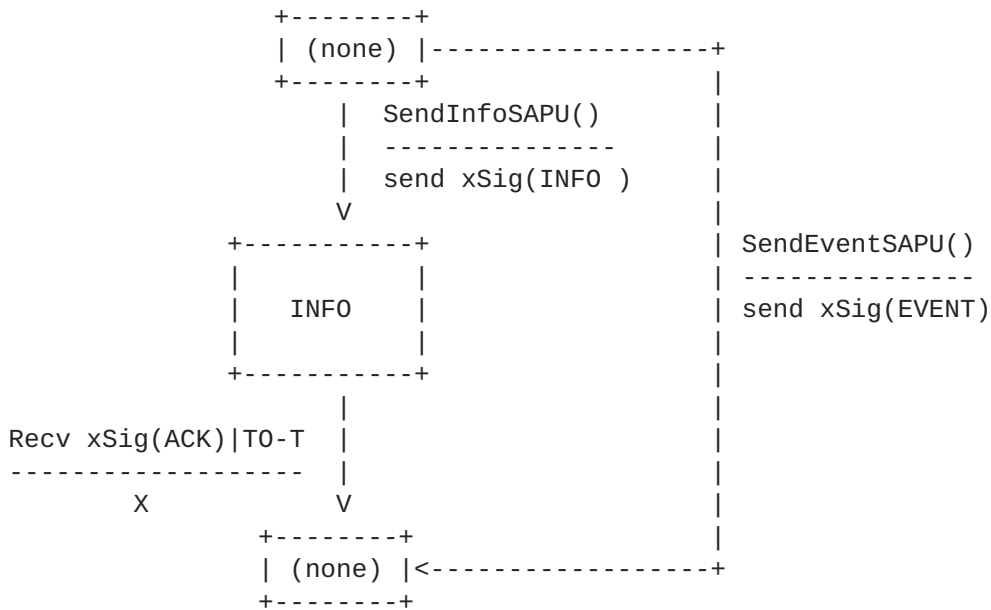 (none)
SendInfoSAPU()
---------------
send xSig(INFO )
V
SendEventSAPU()
---------------
INFO
send xSig(EVENT)
Recv xSig(ACK)|TO-T
-------------------
X V
(none) <